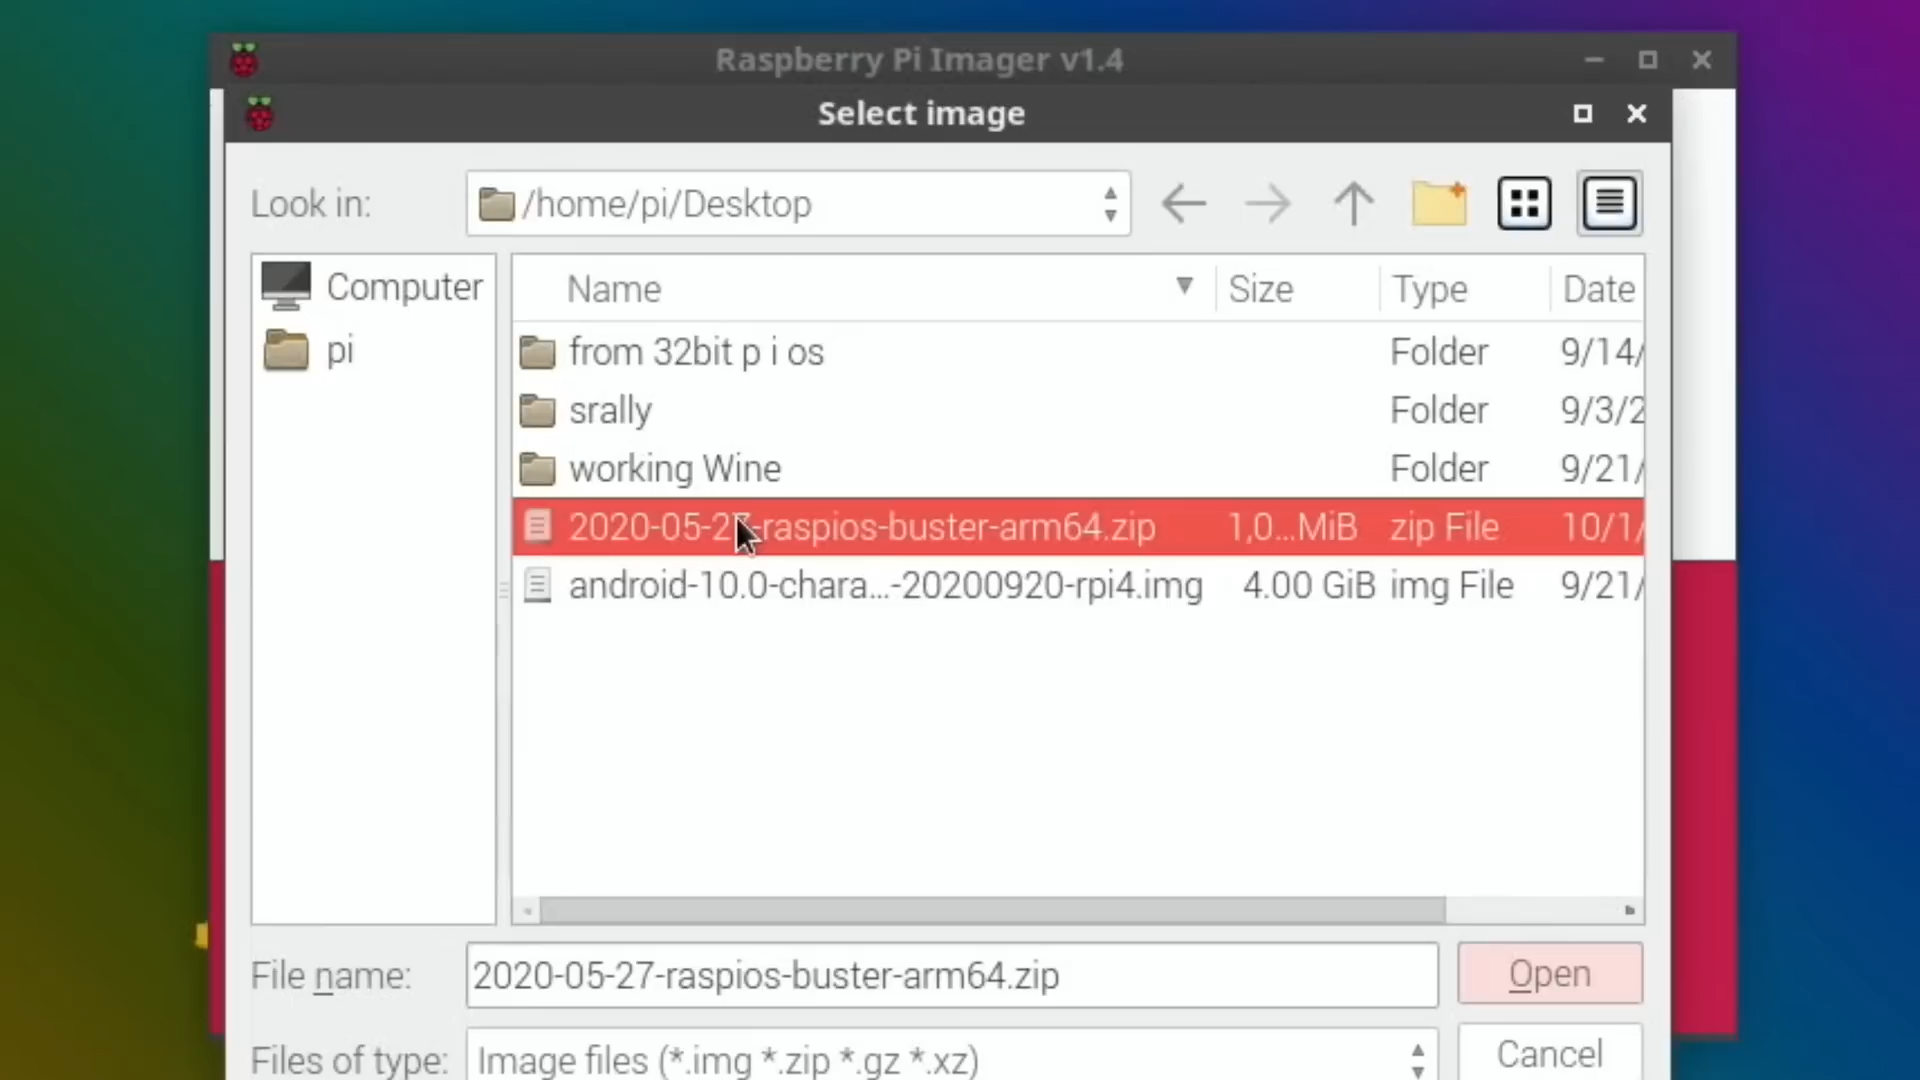 Raspberry Pi Imager v1.4
Select image
Look in: /home/pi/Desktop
Computer
pi
Name Size Type Date
from 32bit p i os Folder 9/14/
srally Folder 9/3/2
working Wine Folder 9/21/
2020-05-27-raspios-buster-arm64.zip 1,0...MiB zip File 10/1/
android-10.0-chara...-20200920-rpi4.img 4.00 GiB img File 9/21/
File name: 2020-05-27-raspios-buster-arm64.zip Open
Files of type: Image files (*.img *.zip *.gz *.xz) Cancel